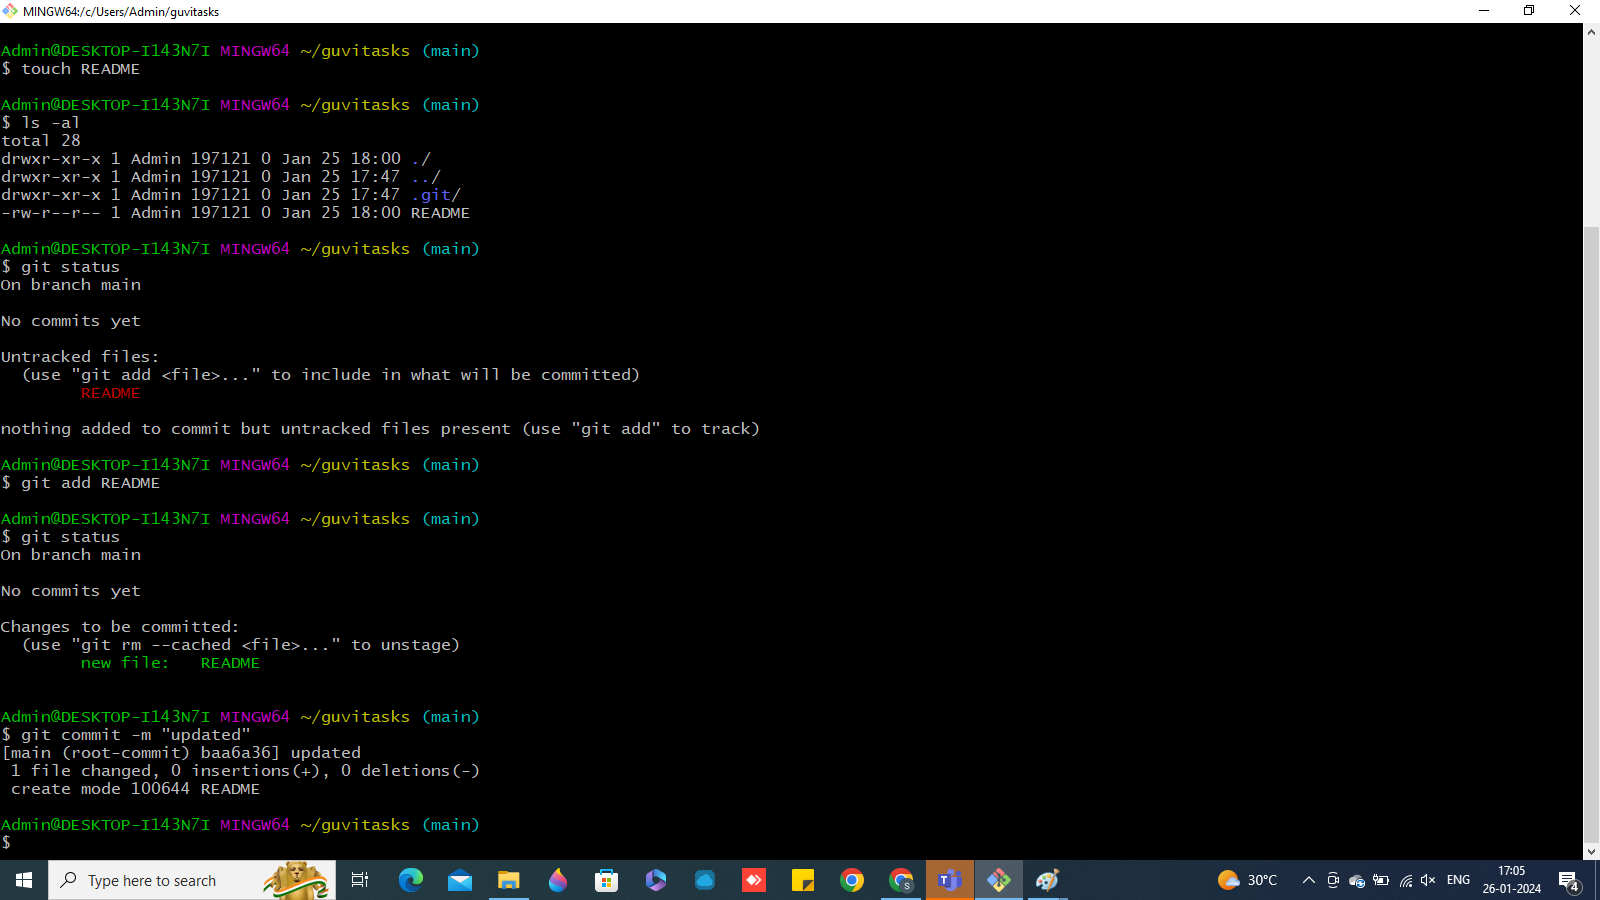 MINGW64:/c/Users/Admin/guvitasks
Admin@DESKTOP-I143N7I MINGW64 ~/guvitasks (main)
$ touch README
Admin@DESKTOP-I143N7I MINGW64 ~/guvitasks (main)
$ ls -al
total 28
drwxr-xr-x 1 Admin 197121 0 Jan 25 18:00 ./
drwxr-xr-x 1 Admin 197121 0 Jan 25 17:47 ../
drwxr-xr-x 1 Admin 197121 0 Jan 25 17:47 .git/
-rw-r--r-- 1 Admin 197121 0 Jan 25 18:00 README
Admin@DESKTOP-I143N7I MINGW64 ~/guvitasks (main)
$ git status
On branch main
No commits yet
Untracked files:
  (use "git add <file>..." to include in what will be committed)
        README
nothing added to commit but untracked files present (use "git add" to track)
Admin@DESKTOP-I143N7I MINGW64 ~/guvitasks (main)
$ git add README
Admin@DESKTOP-I143N7I MINGW64 ~/guvitasks (main)
$ git status
On branch main
No commits yet
Changes to be committed:
  (use "git rm --cached <file>..." to unstage)
        new file:   README
Admin@DESKTOP-I143N7I MINGW64 ~/guvitasks (main)
$ git commit -m "updated"
[main (root-commit) baa6a36] updated
 1 file changed, 0 insertions(+), 0 deletions(-)
 create mode 100644 README
Admin@DESKTOP-I143N7I MINGW64 ~/guvitasks (main)
$
Type here to search
S
30°C
ENG
17:05
26-01-2024
4